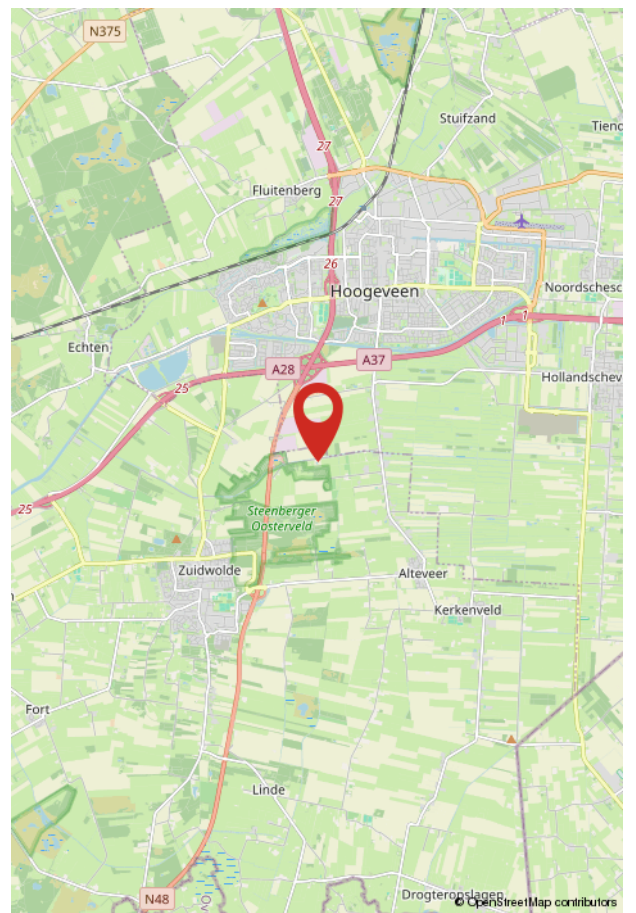 N375
Stuifzand
Tiend
27
Fluitenberg
27
26
Hoogeveen
Noordschesc
1
1
Echten
A28
A37
25
Hollandschev
25
Steenberger
Oosterveld
Zuidwolde
Alteveer
n
Kerkenveld
Fort
Linde
N48
Ov
Drogteropslagen
© OpenStreetMap contributors